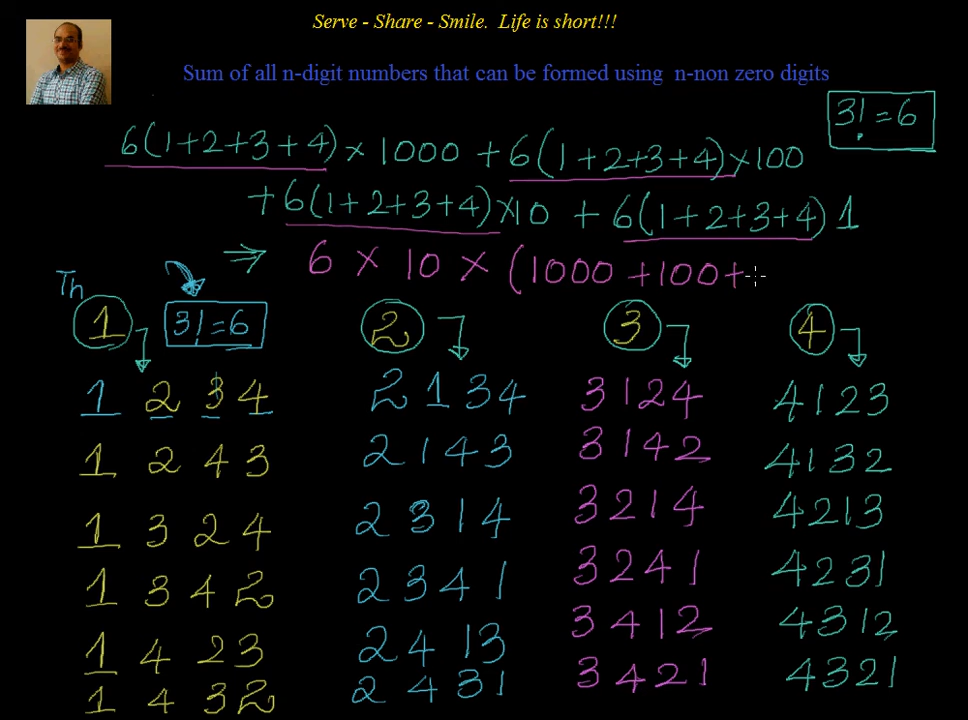 Serve - Share - Smile. Life is short!!!
Sum of all n-digit numbers that can be formed using n-non zero digits
3! = 6
6(1+2+3+4) × 1000 + 6(1+2+3+4) × 100
+ 6(1+2+3+4) × 10 + 6(1+2+3+4) 1
⇒ 6 × 10 × (1000 + 100 +
Th
1 3! = 6 2 3 4
1 2 3 4 2 1 3 4 3 1 2 4 4 1 2 3
1 2 4 3 2 1 4 3 3 1 4 2 4 1 3 2
1 3 2 4 2 3 1 4 3 2 1 4 4 2 1 3
1 3 4 2 2 3 4 1 3 2 4 1 4 2 3 1
1 4 2 3 2 4 1 3 3 4 1 2 4 3 1 2
1 4 3 2 2 4 3 1 3 4 2 1 4 3 2 1